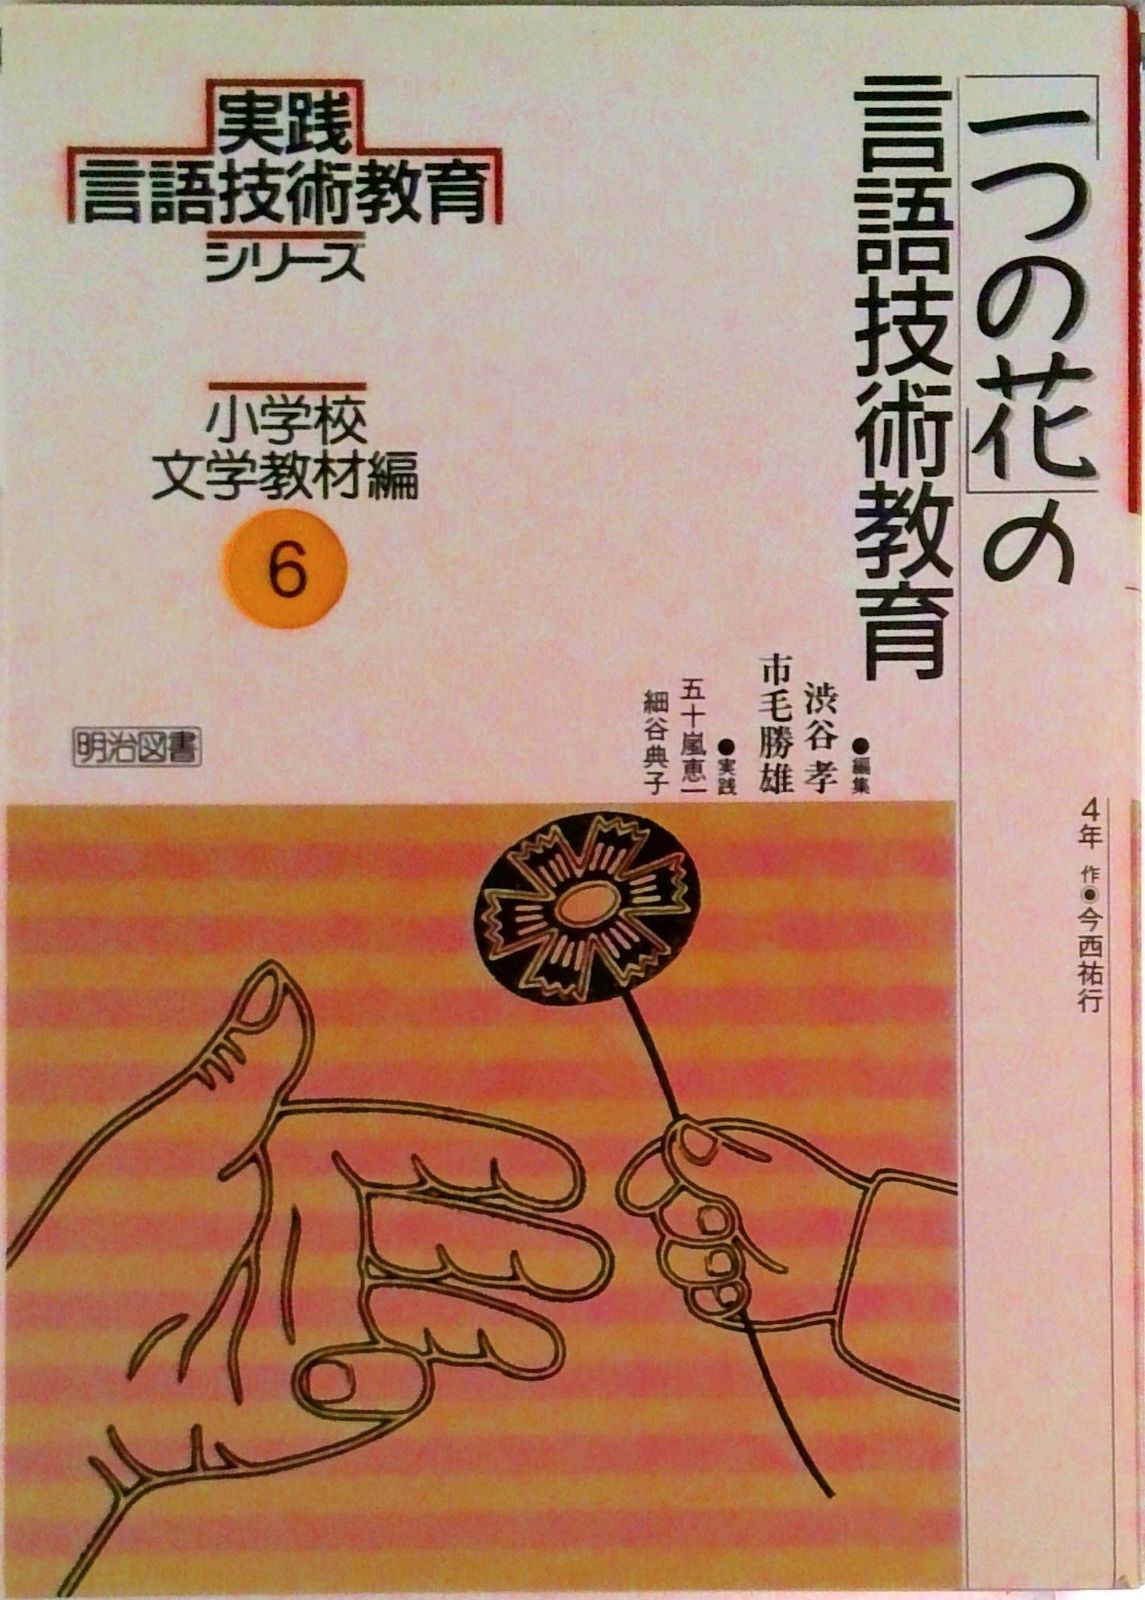 「一つの花」の
言語技術教育
4年 作●今西祐行
●編集
渋谷孝
市毛勝雄
●実践
五十嵐恵一
細谷典子
実践
言語技術教育
シリーズ
小学校
文学教材編
6
明治図書